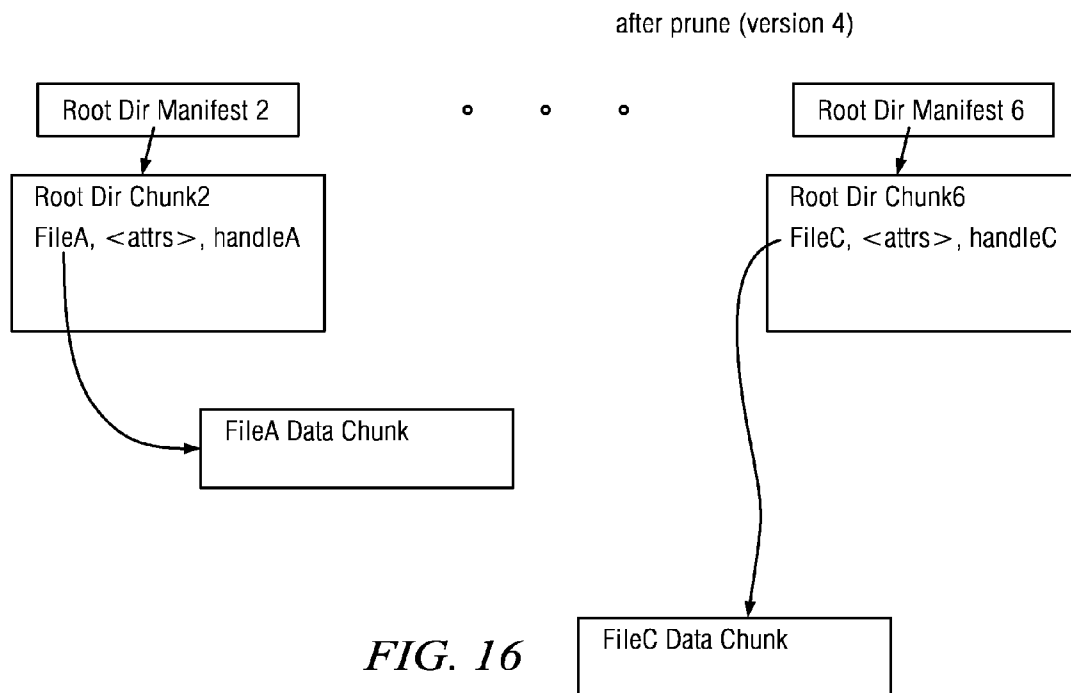 after prune (version 4)
Root Dir Manifest 2
Root Dir Manifest 6
Root Dir Chunk2
FileA, <attrs>, handleA
Root Dir Chunk6
FileC, <attrs>, handleC
FileA Data Chunk
FileC Data Chunk
FIG. 16